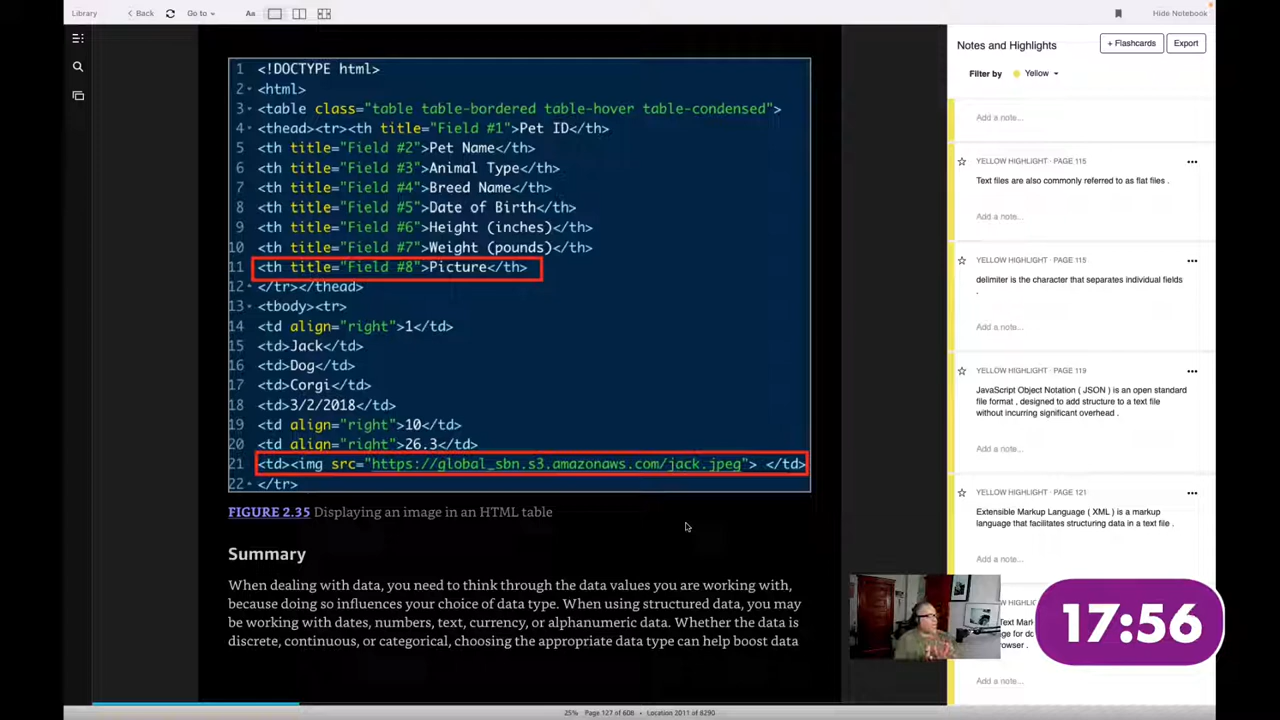 Library
Back
Go to
Aa
Hide Notebook
1 <!DOCTYPE html>
2 <html>
3 <table class="table table-bordered table-hover table-condensed">
4 <thead><tr><th title="Field #1">Pet ID</th>
5 <th title="Field #2">Pet Name</th>
6 <th title="Field #3">Animal Type</th>
7 <th title="Field #4">Breed Name</th>
8 <th title="Field #5">Date of Birth</th>
9 <th title="Field #6">Height (inches)</th>
10 <th title="Field #7">Weight (pounds)</th>
11 <th title="Field #8">Picture</th>
12 </tr></thead>
13 <tbody><tr>
14 <td align="right">1</td>
15 <td>Jack</td>
16 <td>Dog</td>
17 <td>Corgi</td>
18 <td>3/2/2018</td>
19 <td align="right">10</td>
20 <td align="right">26.3</td>
21 <td><img src="https://global_sbn.s3.amazonaws.com/jack.jpeg"> </td>
22 </tr>
FIGURE 2.35 Displaying an image in an HTML table
Summary
When dealing with data, you need to think through the data values you are working with,
because doing so influences your choice of data type. When using structured data, you may
be working with dates, numbers, text, currency, or alphanumeric data. Whether the data is
discrete, continuous, or categorical, choosing the appropriate data type can help boost data
25% Page 127 of 608 • Location 2011 of 8290
Notes and Highlights
+ Flashcards
Export
Filter by
Yellow
Add a note...
YELLOW HIGHLIGHT · PAGE 115
Text files are also commonly referred to as flat files .
Add a note...
YELLOW HIGHLIGHT · PAGE 115
delimiter is the character that separates individual fields
.
Add a note...
YELLOW HIGHLIGHT · PAGE 119
JavaScript Object Notation ( JSON ) is an open standard
file format , designed to add structure to a text file
without incurring significant overhead .
Add a note...
YELLOW HIGHLIGHT · PAGE 121
Extensible Markup Language ( XML ) is a markup
language that facilitates structuring data in a text file .
Add a note...
17:56
Add a note...